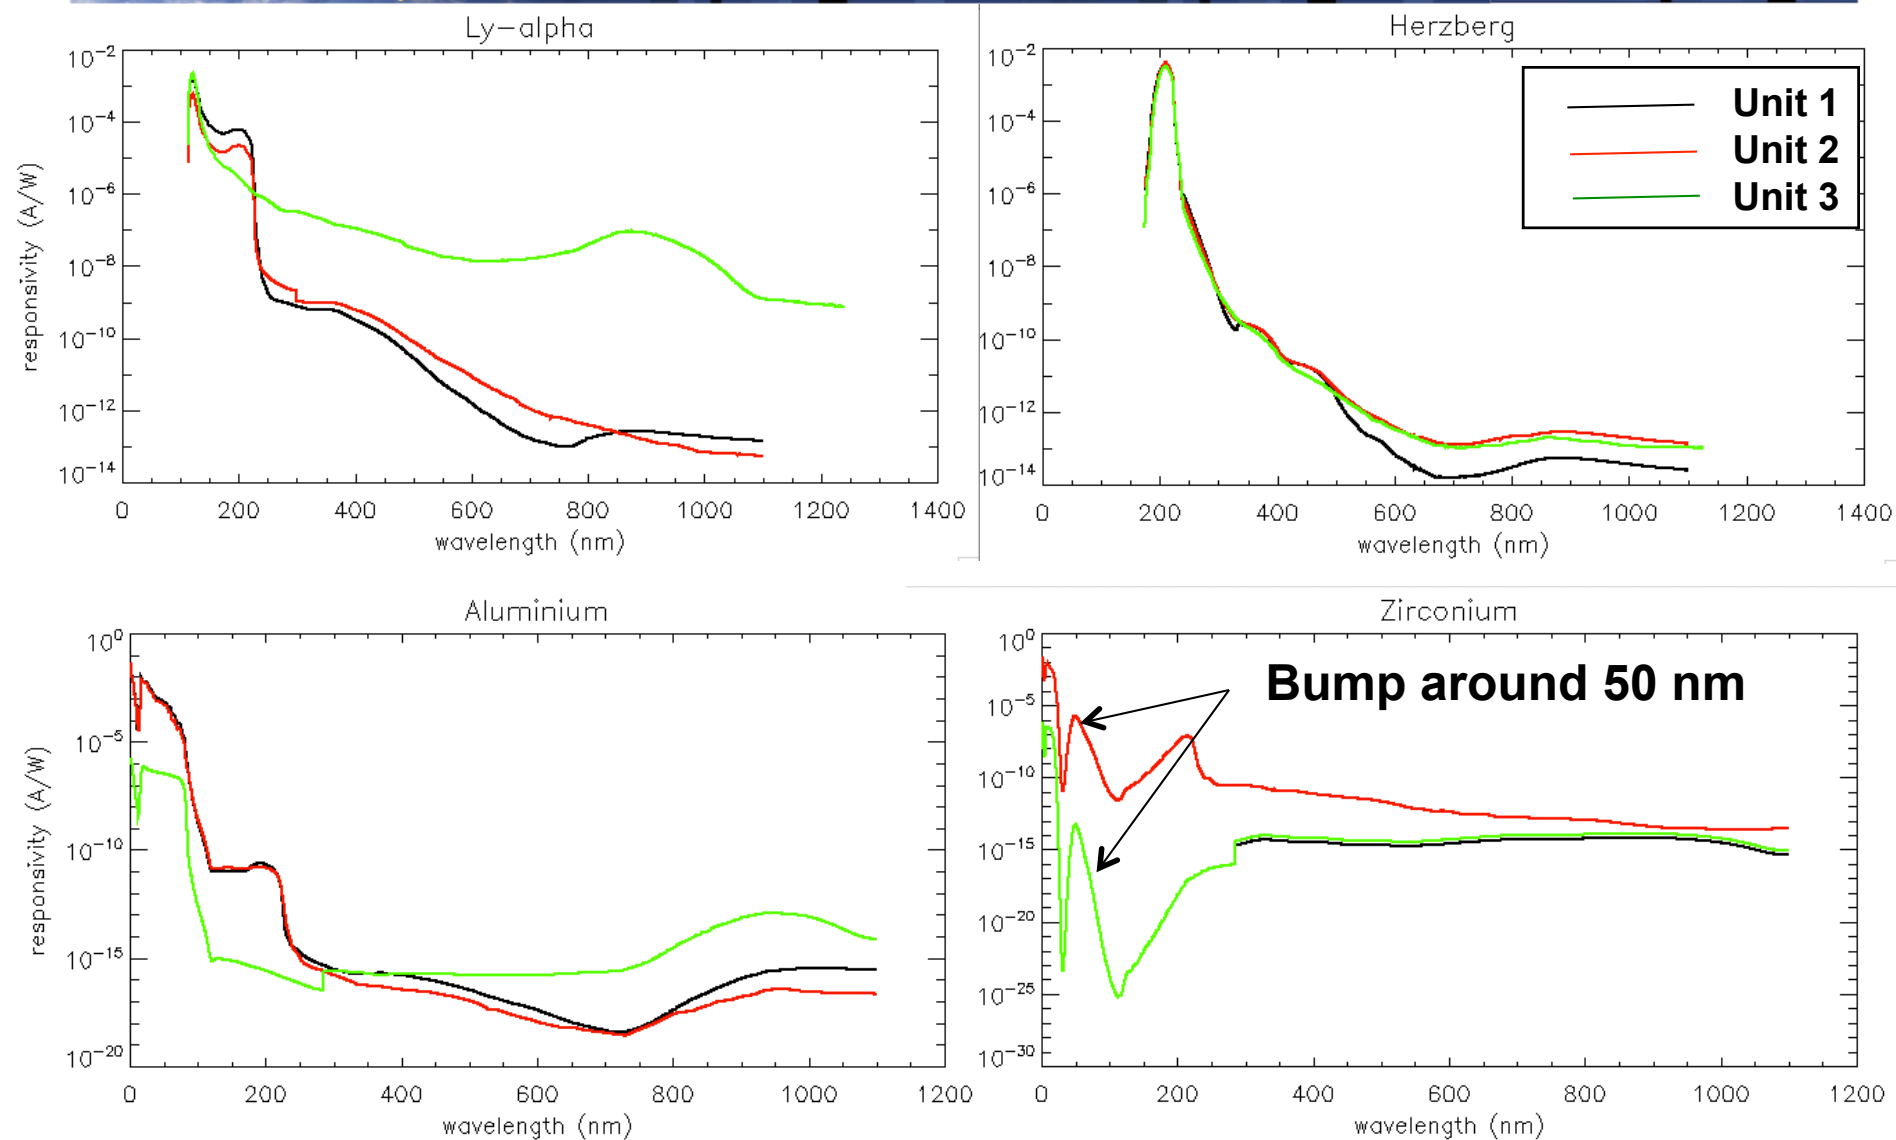 Ly-alpha
10^-2
10^-4
10^-6
10^-8
10^-10
10^-12
10^-14
responsivity (A/W)
0 200 400 600 800 1000 1200 1400
wavelength (nm)
Herzberg
10^-2
10^-4
10^-6
10^-8
10^-10
10^-12
10^-14
0 200 400 600 800 1000 1200 1400
wavelength (nm)
Unit 1
Unit 2
Unit 3
Aluminium
10^0
10^-5
10^-10
10^-15
10^-20
responsivity (A/W)
0 200 400 600 800 1000 1200
wavelength (nm)
Zirconium
10^0
10^-5
10^-10
10^-15
10^-20
10^-25
10^-30
0 200 400 600 800 1000 1200
wavelength (nm)
Bump around 50 nm